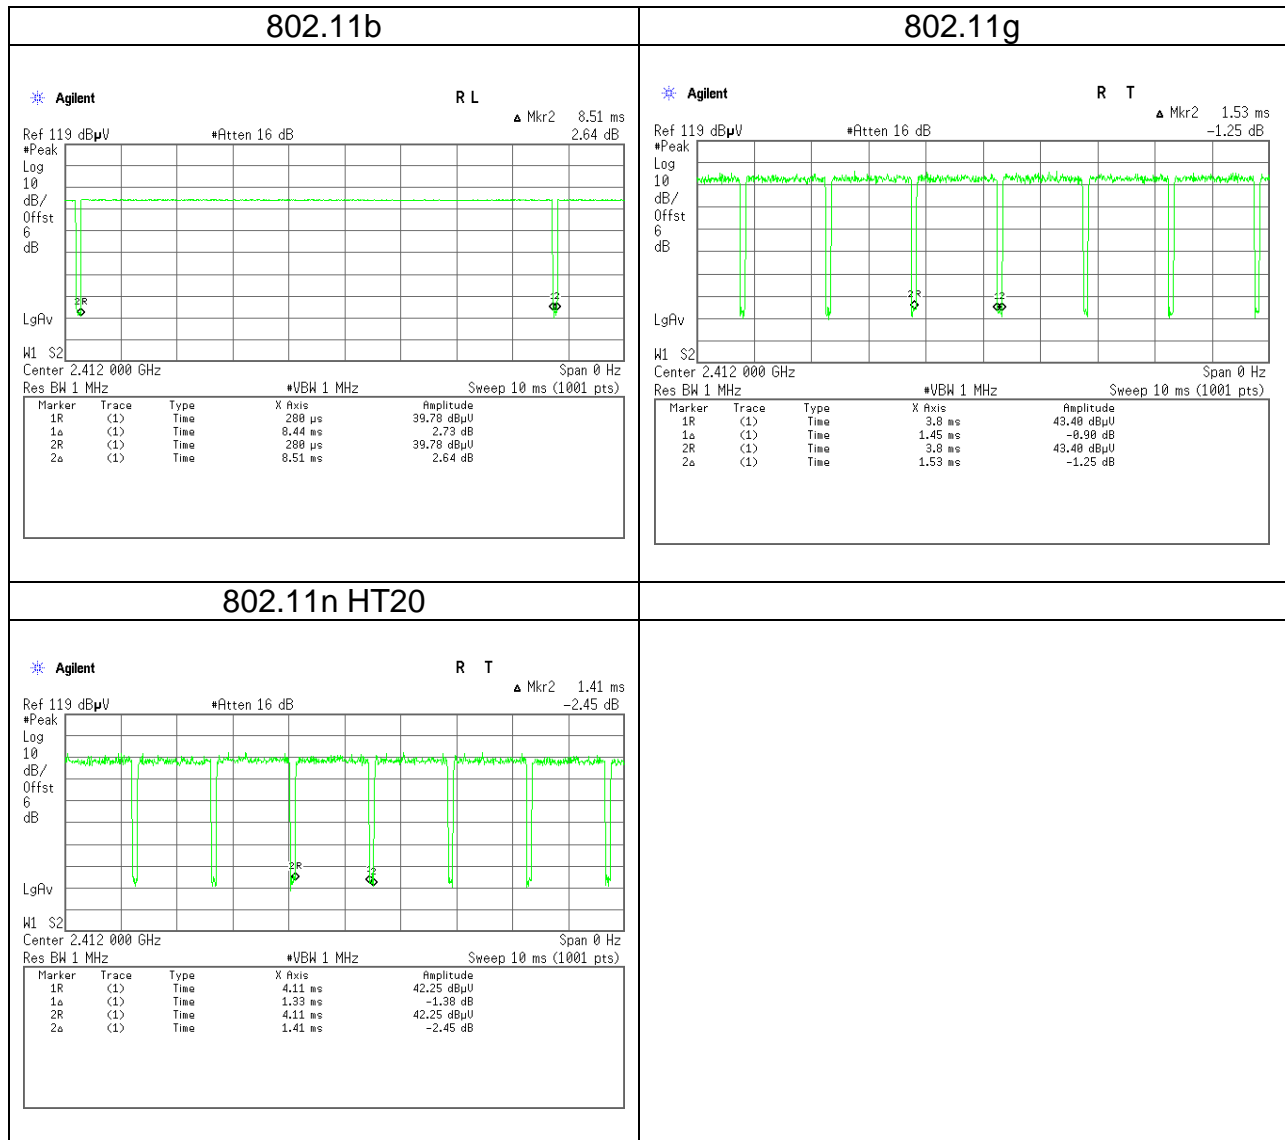 802.11b
Agilent
R L
Δ Mkr2 8.51 ms
Ref 119 dBµV #Atten 16 dB 2.64 dB
#Peak
Log
10
dB/
Offst
6
dB
2R
12
LgAv
W1 S2
Center 2.412 000 GHz Span 0 Hz
Res BW 1 MHz #VBW 1 MHz Sweep 10 ms (1001 pts)
Marker Trace Type X Axis Amplitude
1R (1) Time 280 µs 39.78 dBµV
1Δ (1) Time 8.44 ms 2.73 dB
2R (1) Time 280 µs 39.78 dBµV
2Δ (1) Time 8.51 ms 2.64 dB
802.11g
Agilent
R T
Δ Mkr2 1.53 ms
Ref 119 dBµV #Atten 16 dB -1.25 dB
#Peak
Log
10
dB/
Offst
6
dB
2R
12
LgAv
W1 S2
Center 2.412 000 GHz Span 0 Hz
Res BW 1 MHz #VBW 1 MHz Sweep 10 ms (1001 pts)
Marker Trace Type X Axis Amplitude
1R (1) Time 3.8 ms 43.40 dBµV
1Δ (1) Time 1.45 ms -0.90 dB
2R (1) Time 3.8 ms 43.40 dBµV
2Δ (1) Time 1.53 ms -1.25 dB
802.11n HT20
Agilent
R T
Δ Mkr2 1.41 ms
Ref 119 dBµV #Atten 16 dB -2.45 dB
#Peak
Log
10
dB/
Offst
6
dB
2R
12
LgAv
W1 S2
Center 2.412 000 GHz Span 0 Hz
Res BW 1 MHz #VBW 1 MHz Sweep 10 ms (1001 pts)
Marker Trace Type X Axis Amplitude
1R (1) Time 4.11 ms 42.25 dBµV
1Δ (1) Time 1.33 ms -1.38 dB
2R (1) Time 4.11 ms 42.25 dBµV
2Δ (1) Time 1.41 ms -2.45 dB